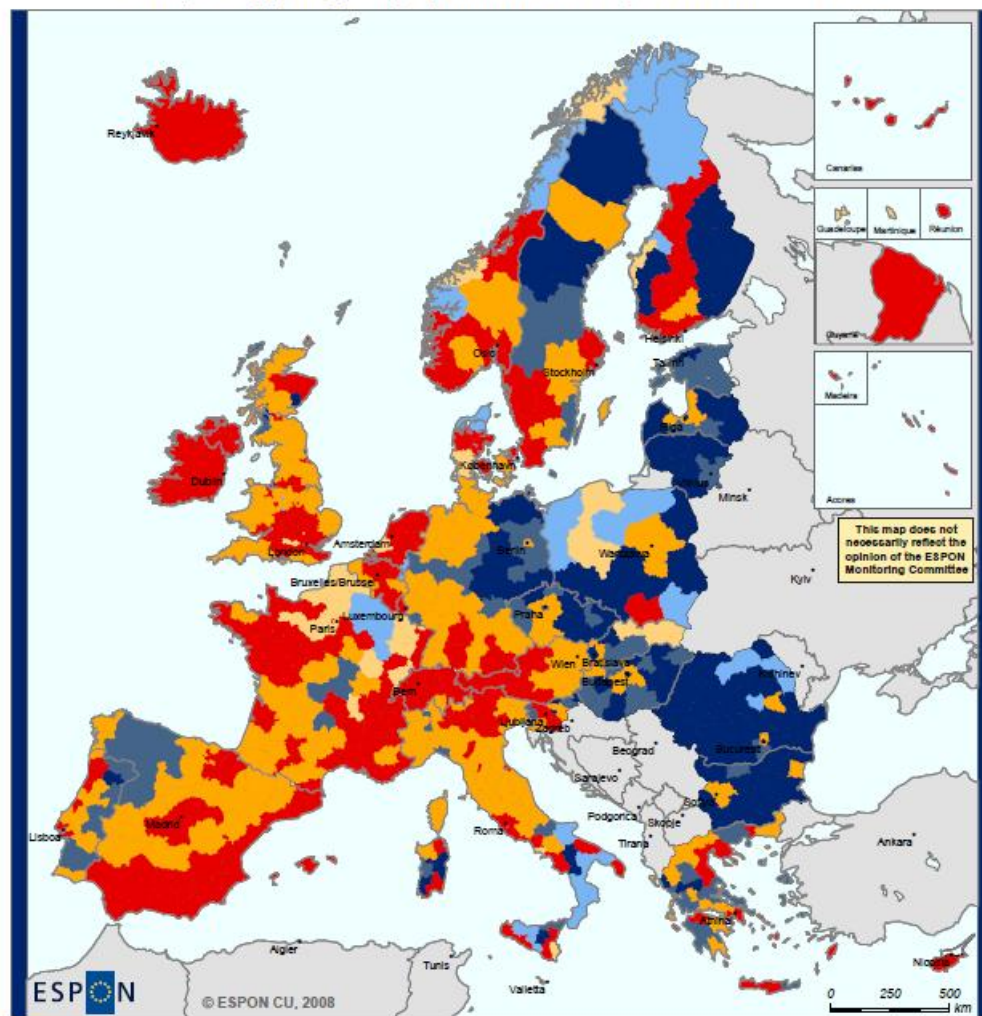 Reykjavik
Canarias
Guadeloupe
Martinique
Réunion
Guyane
Helsinki
Oslo
Tallinn
Stockholm
Madeira
Riga
København
Dublin
Vilnius
Minsk
Acores
London
Amsterdam
Berlin
Warszawa
This map does not
necessarily reflect the
opinion of the ESPON
Monitoring Committee
Bruxelles/Brussel
Kyiv
Luxembourg
Praha
Paris
Wien
Bratislava
Budapest
Kishinev
Bern
Ljubljana
Zagreb
Beograd
Bucuresti
Sarajevo
Sofia
Podgorica
Skopje
Roma
Tirana
Lisboa
Madrid
Ankara
Athinai
Alger
Tunis
Valletta
Nicosia
ESPON
© ESPON CU, 2008
0 250 500
km